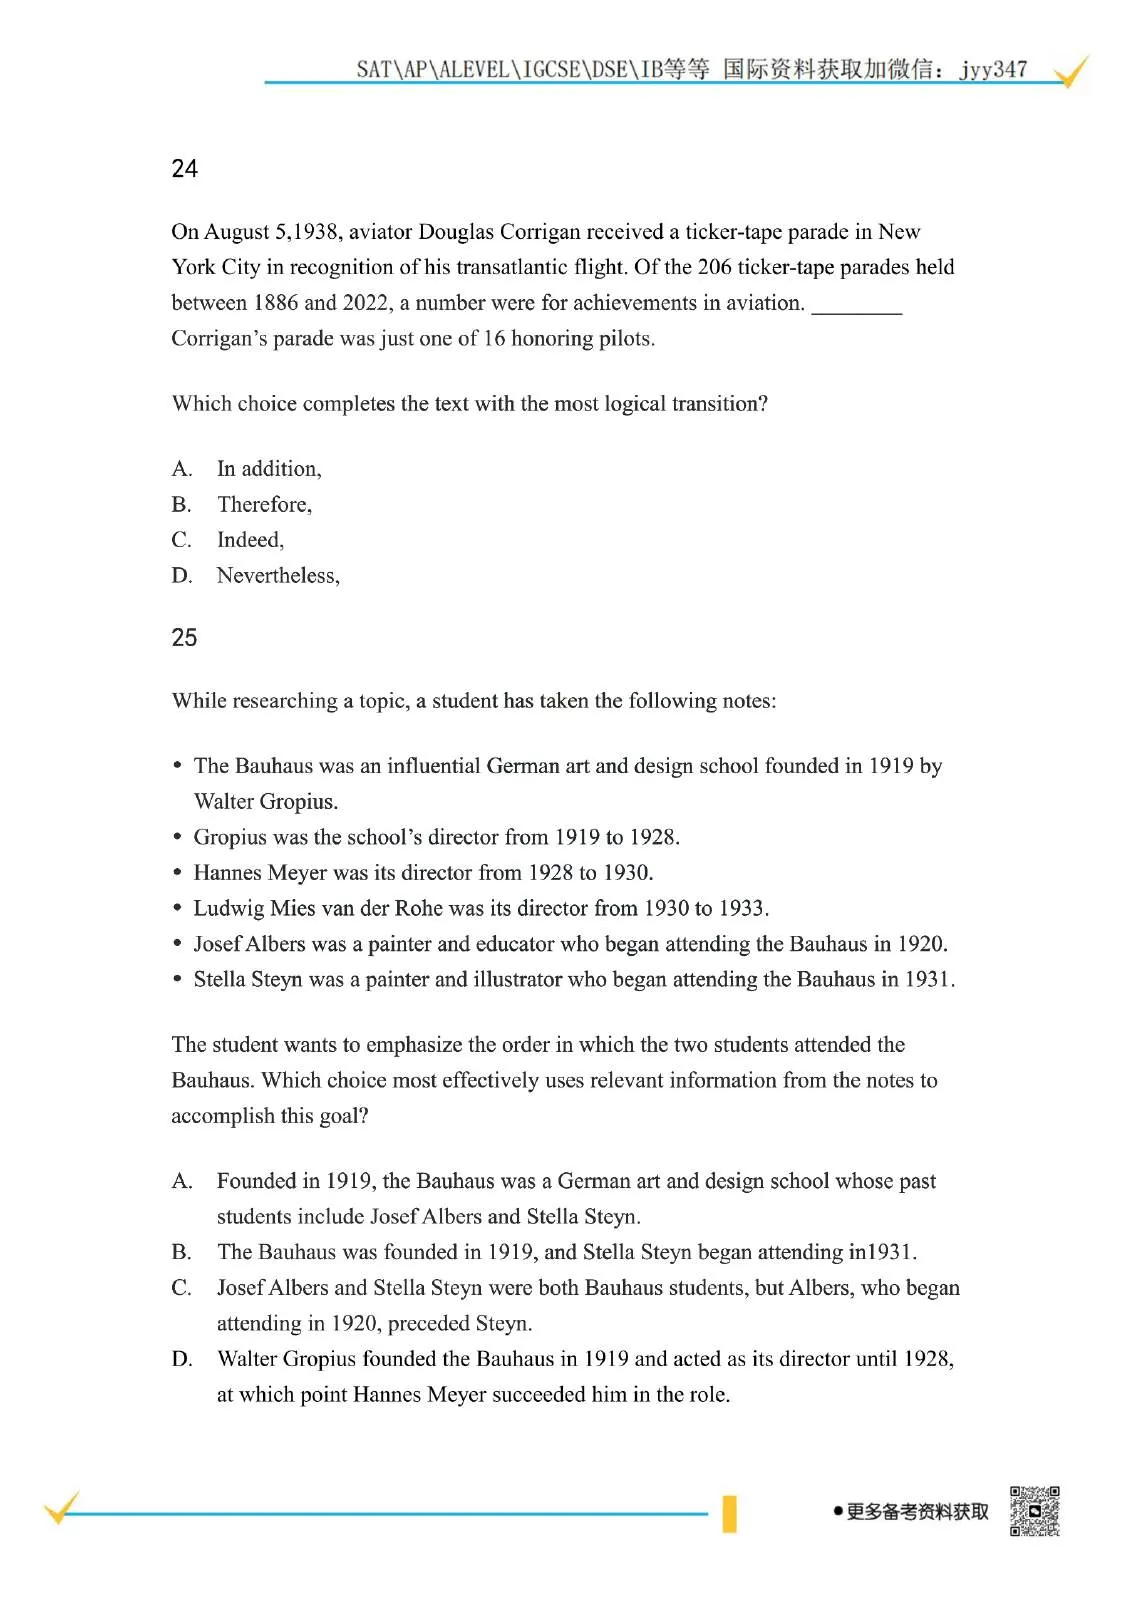 SAT\AP\ALEVEL\IGCSE\DSE\IB等等 国际资料获取加微信：jyy347
24
On August 5,1938, aviator Douglas Corrigan received a ticker-tape parade in New
York City in recognition of his transatlantic flight. Of the 206 ticker-tape parades held
between 1886 and 2022, a number were for achievements in aviation. ________
Corrigan’s parade was just one of 16 honoring pilots.
Which choice completes the text with the most logical transition?
A. In addition,
B. Therefore,
C. Indeed,
D. Nevertheless,
25
While researching a topic, a student has taken the following notes:
• The Bauhaus was an influential German art and design school founded in 1919 by
Walter Gropius.
• Gropius was the school’s director from 1919 to 1928.
• Hannes Meyer was its director from 1928 to 1930.
• Ludwig Mies van der Rohe was its director from 1930 to 1933.
• Josef Albers was a painter and educator who began attending the Bauhaus in 1920.
• Stella Steyn was a painter and illustrator who began attending the Bauhaus in 1931.
The student wants to emphasize the order in which the two students attended the
Bauhaus. Which choice most effectively uses relevant information from the notes to
accomplish this goal?
A. Founded in 1919, the Bauhaus was a German art and design school whose past
students include Josef Albers and Stella Steyn.
B. The Bauhaus was founded in 1919, and Stella Steyn began attending in1931.
C. Josef Albers and Stella Steyn were both Bauhaus students, but Albers, who began
attending in 1920, preceded Steyn.
D. Walter Gropius founded the Bauhaus in 1919 and acted as its director until 1928,
at which point Hannes Meyer succeeded him in the role.
•更多备考资料获取